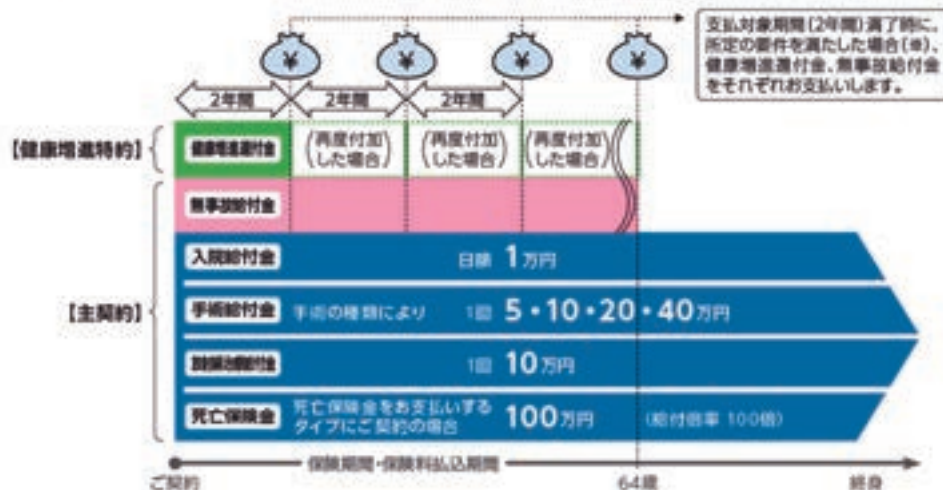 支払対象期間(2年間)満了時に、
所定の要件を満たした場合(※)、
健康増進還付金、無事故給付金
をそれぞれお支払いします。
¥
¥
¥
¥
2年間
2年間
2年間
【健康増進特約】
健康増進還付金
(再度付加
した場合)
(再度付加
した場合)
(再度付加
した場合)
無事故給付金
【主契約】
入院給付金
日額 1万円
手術給付金
手術の種類により
1回 5・10・20・40万円
放射線治療給付金
1回 10万円
死亡保険金
死亡保険金をお支払いする
タイプにご契約の場合
100万円
(給付倍率 100倍)
保険期間・保険料払込期間
ご契約
64歳
終身